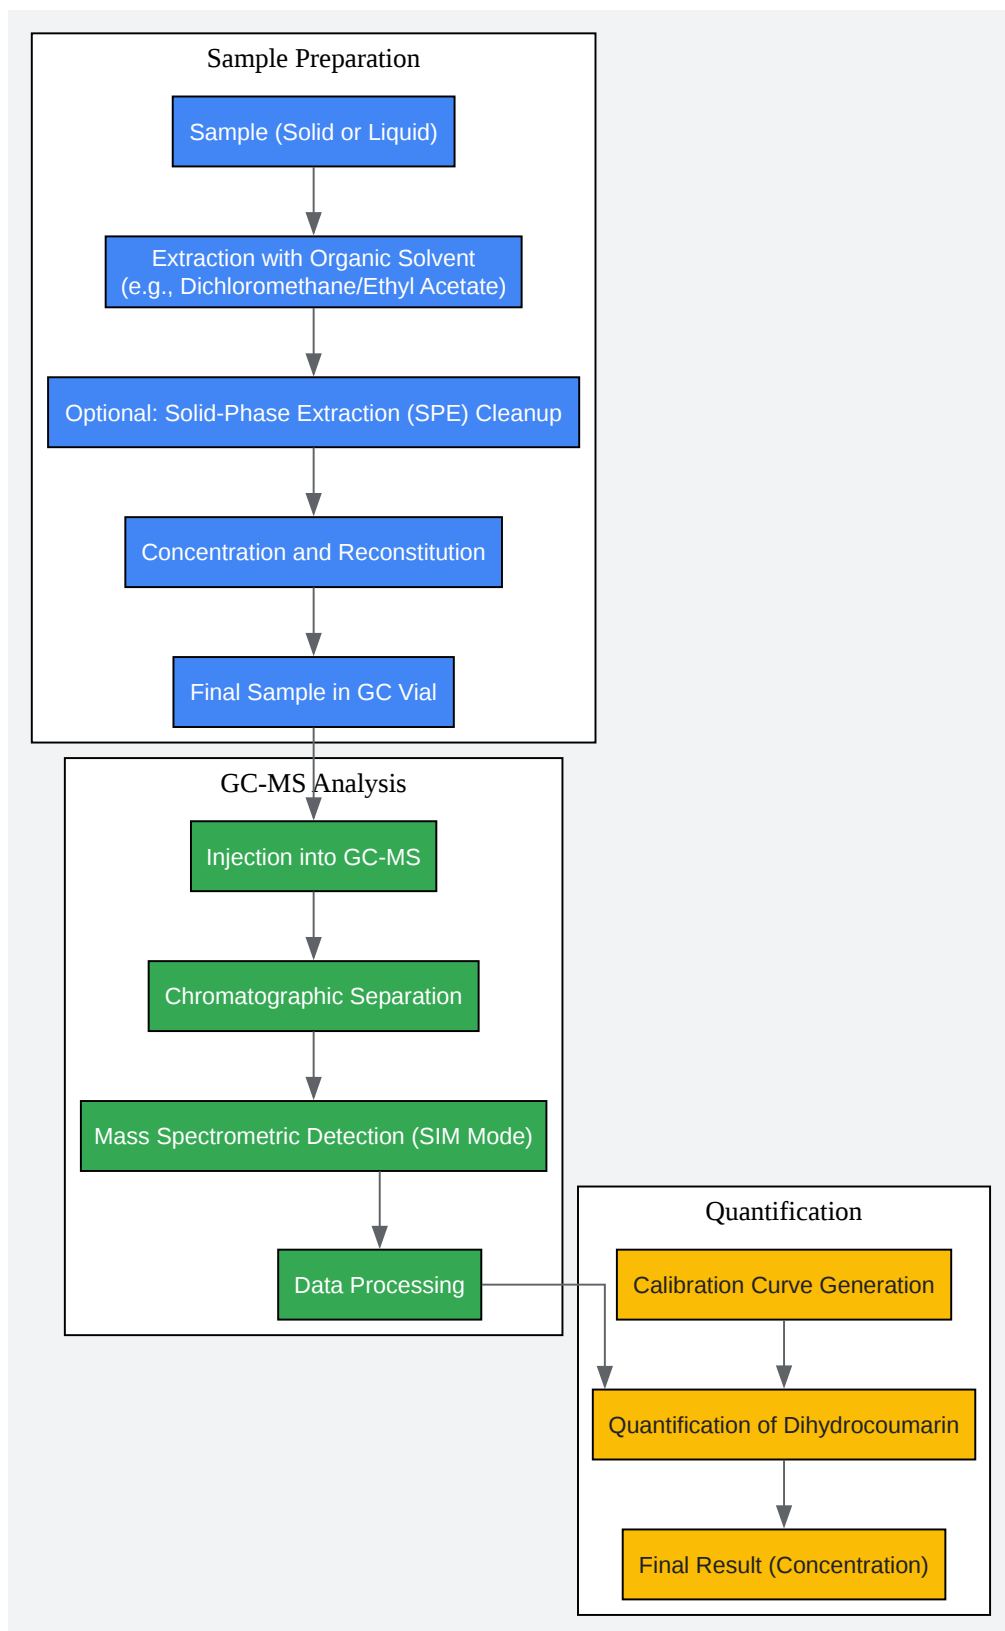 Sample Preparation
Sample (Solid or Liquid)
Extraction with Organic Solvent
(e.g., Dichloromethane/Ethyl Acetate)
Optional: Solid-Phase Extraction (SPE) Cleanup
Concentration and Reconstitution
Final Sample in GC Vial
GC-MS Analysis
Injection into GC-MS
Chromatographic Separation
Mass Spectrometric Detection (SIM Mode)
Data Processing
Quantification
Calibration Curve Generation
Quantification of Dihydrocoumarin
Final Result (Concentration)